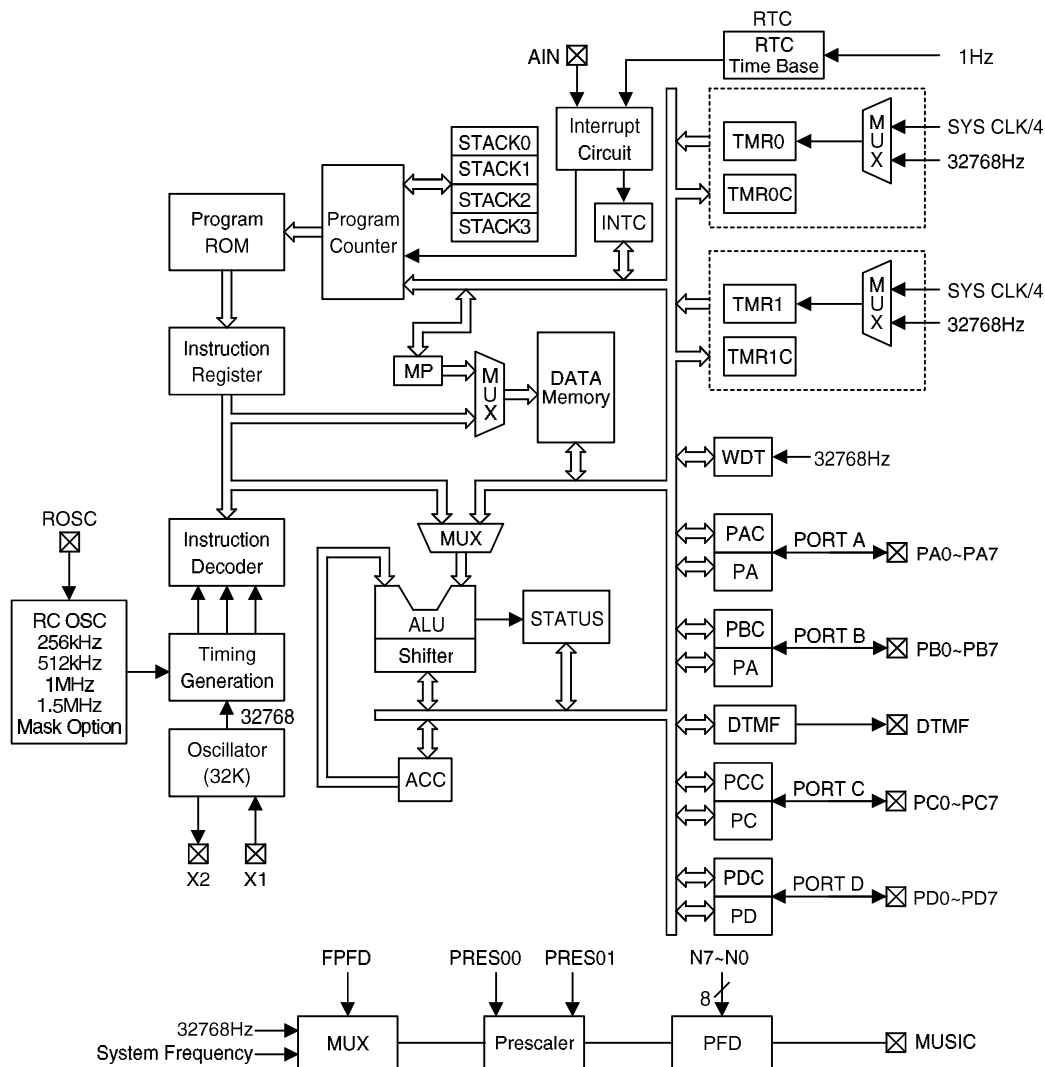 RTC
AIN
RTC
Time Base
1Hz
Interrupt
Circuit
STACK0
STACK1
STACK2
STACK3
TMR0
MUX
SYS CLK/4
32768Hz
TMR0C
Program
ROM
Program
Counter
INTC
TMR1
MUX
SYS CLK/4
32768Hz
TMR1C
Instruction
Register
MP
MUX
DATA
Memory
WDT
32768Hz
ROSC
Instruction
Decoder
MUX
PAC
PA
PORT A
PA0~PA7
RC OSC
256kHz
512kHz
1MHz
1.5MHz
Mask Option
Timing
Generation
ALU
Shifter
STATUS
PBC
PA
PORT B
PB0~PB7
32768
Oscillator
(32K)
ACC
DTMF
DTMF
PCC
PC
PORT C
PC0~PC7
X2
X1
PDC
PD
PORT D
PD0~PD7
FPFD
PRES00
PRES01
N7~N0
8
32768Hz
System Frequency
MUX
Prescaler
PFD
MUSIC